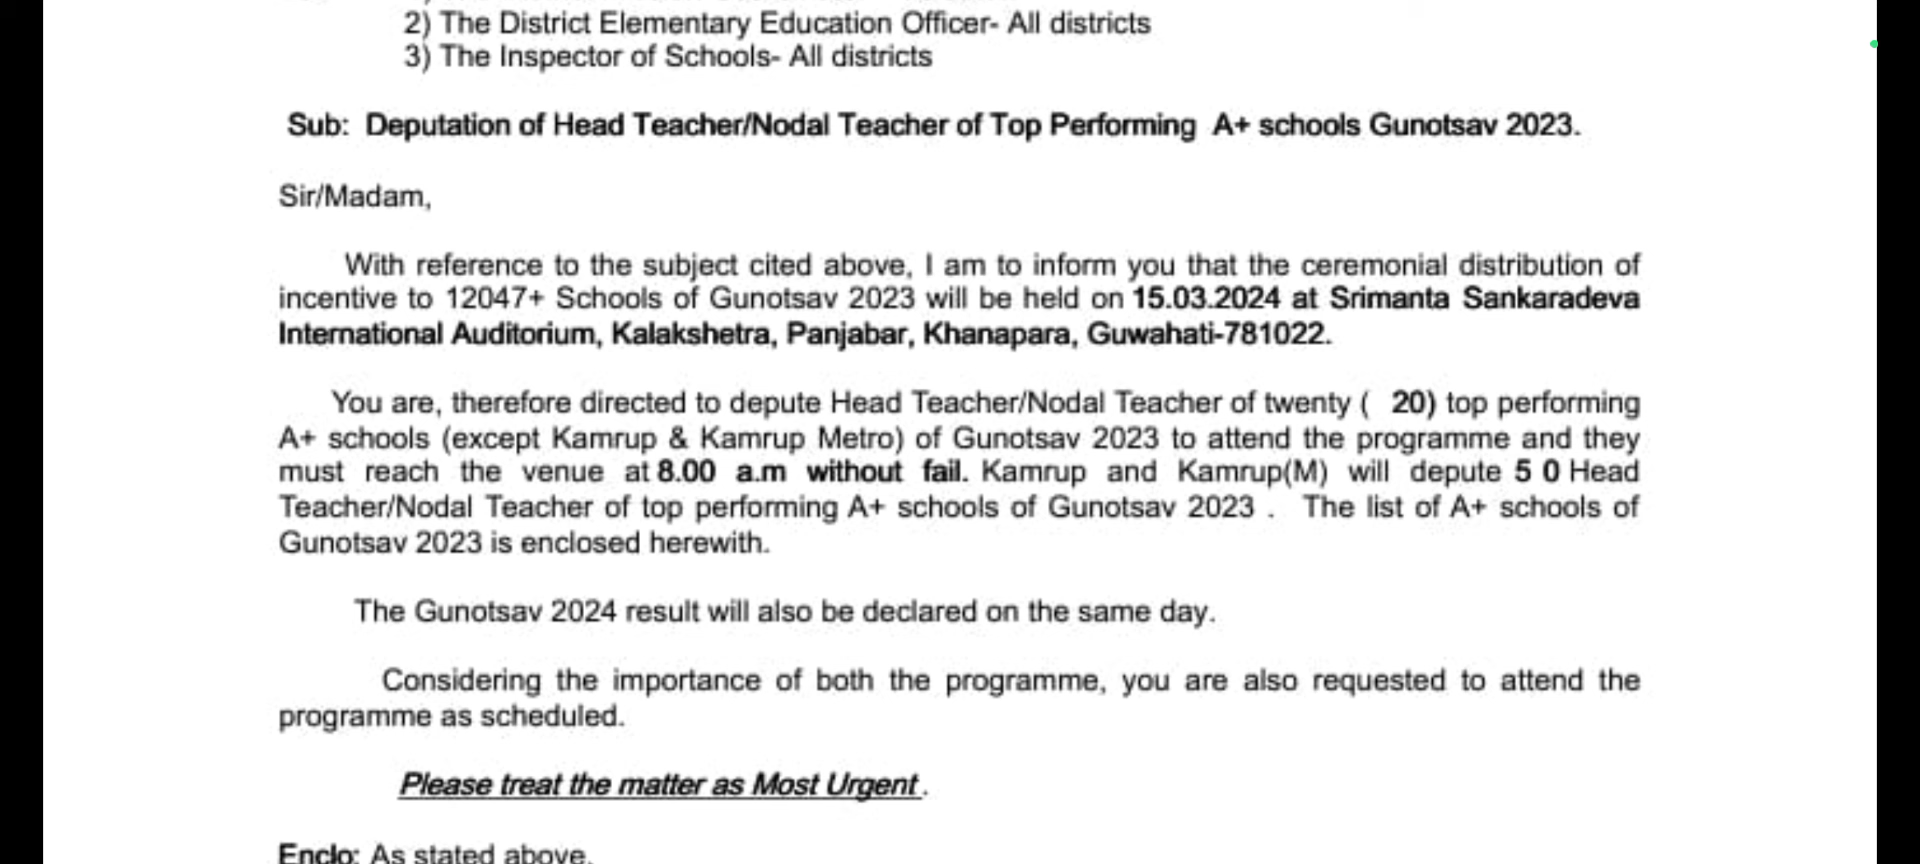 2) The District Elementary Education Officer- All districts
3) The Inspector of Schools- All districts
Sub: Deputation of Head Teacher/Nodal Teacher of Top Performing A+ schools Gunotsav 2023.
Sir/Madam,
With reference to the subject cited above, I am to inform you that the ceremonial distribution of
incentive to 12047+ Schools of Gunotsav 2023 will be held on 15.03.2024 at Srimanta Sankaradeva
International Auditorium, Kalakshetra, Panjabar, Khanapara, Guwahati-781022.
You are, therefore directed to depute Head Teacher/Nodal Teacher of twenty ( 20) top performing
A+ schools (except Kamrup & Kamrup Metro) of Gunotsav 2023 to attend the programme and they
must reach the venue at 8.00 a.m without fail. Kamrup and Kamrup(M) will depute 5 0 Head
Teacher/Nodal Teacher of top performing A+ schools of Gunotsav 2023 . The list of A+ schools of
Gunotsav 2023 is enclosed herewith.
The Gunotsav 2024 result will also be declared on the same day.
Considering the importance of both the programme, you are also requested to attend the
programme as scheduled.
Please treat the matter as Most Urgent.
Enclo: As stated above.